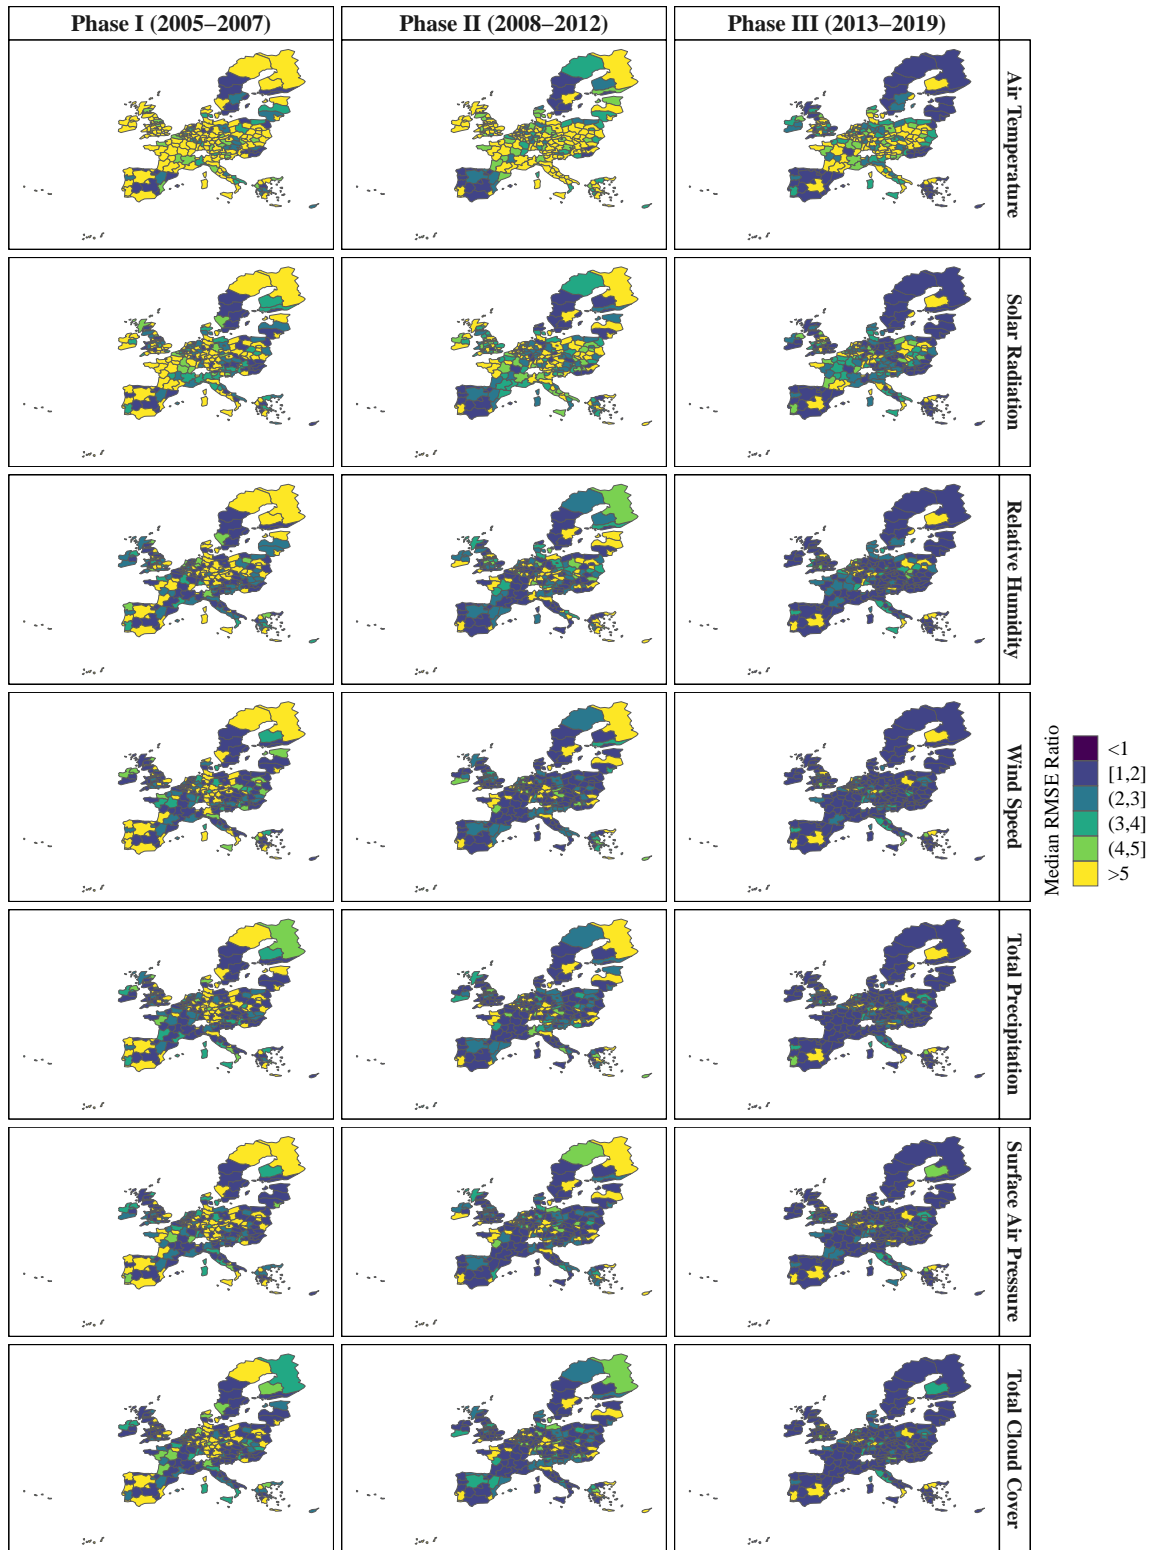 Phase I (2005−2007)
Phase II (2008−2012)
Phase III (2013−2019)
Air Temperature
Solar Radiation
Relative Humidity
Wind Speed
Total Precipitation
Surface Air Pressure
Total Cloud Cover
Median RMSE Ratio
<1
[1,2]
(2,3]
(3,4]
(4,5]
>5